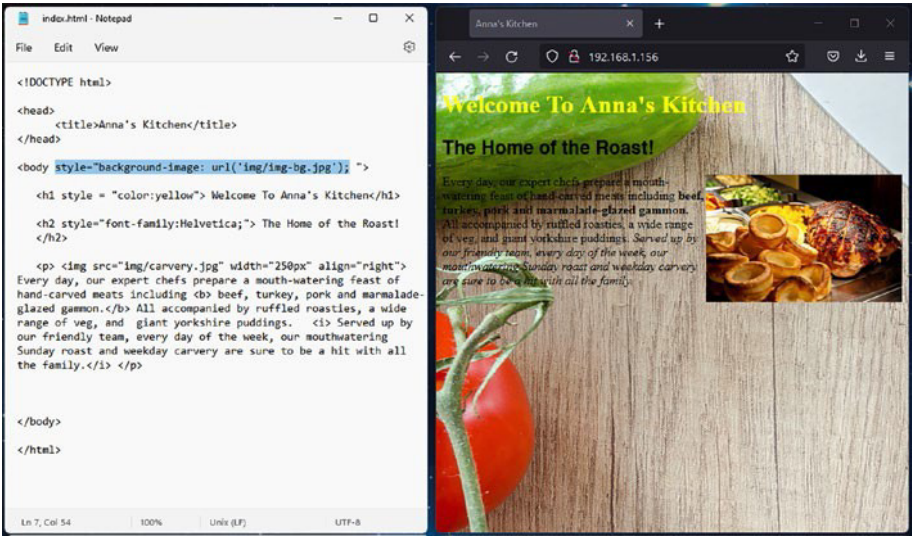 index.html - Notepad
File Edit View
<!DOCTYPE html>
<head>
<title>Anna's Kitchen</title>
</head>
<body style="background-image: url('img/img-bg.jpg'); ">
<h1 style = "color:yellow"> Welcome To Anna's Kitchen</h1>
<h2 style="font-family:Helvetica;"> The Home of the Roast!
</h2>
<p> <img src="img/carvery.jpg" width="250px" align="right">
Every day, our expert chefs prepare a mouth-watering feast of
hand-carved meats including <b> beef, turkey, pork and marmalade-
glazed gammon.</b> All accompanied by ruffled roasties, a wide
range of veg, and giant yorkshire puddings. <i> Served up by
our friendly team, every day of the week, our mouthwatering
Sunday roast and weekday carvery are sure to be a hit with all
the family.</i> </p>
</body>
</html>
Ln 7, Col 54 100% Unix (LF) UTF-8
Anna's Kitchen
192.168.1.156
Welcome To Anna's Kitchen
The Home of the Roast!
Every day, our expert chefs prepare a mouth-
watering feast of hand-carved meats including beef,
turkey, pork and marmalade-glazed gammon.
All accompanied by ruffled roasties, a wide range
of veg, and giant yorkshire puddings. Served up by
our friendly team, every day of the week, our
mouthwatering Sunday roast and weekday carvery
are sure to be a hit with all the family.